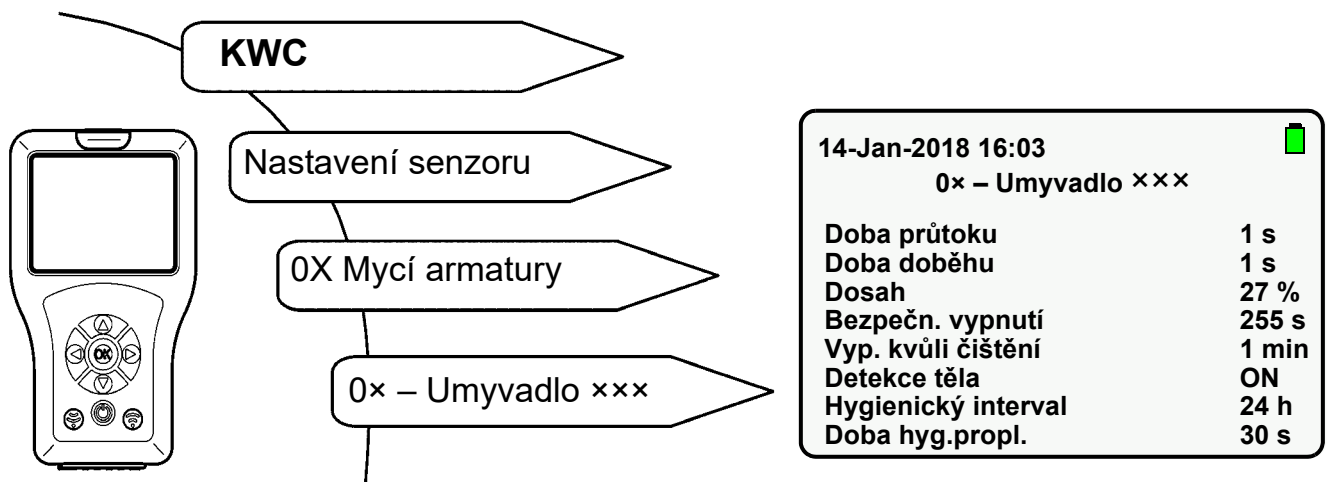 KWC
Nastavení senzoru
0X Mycí armatury
0× – Umyvadlo ×××
OK
14-Jan-2018 16:03
0× – Umyvadlo ×××
Doba průtoku 1 s
Doba doběhu 1 s
Dosah 27 %
Bezpečn. vypnutí 255 s
Vyp. kvůli čištění 1 min
Detekce těla ON
Hygienický interval 24 h
Doba hyg.propl. 30 s